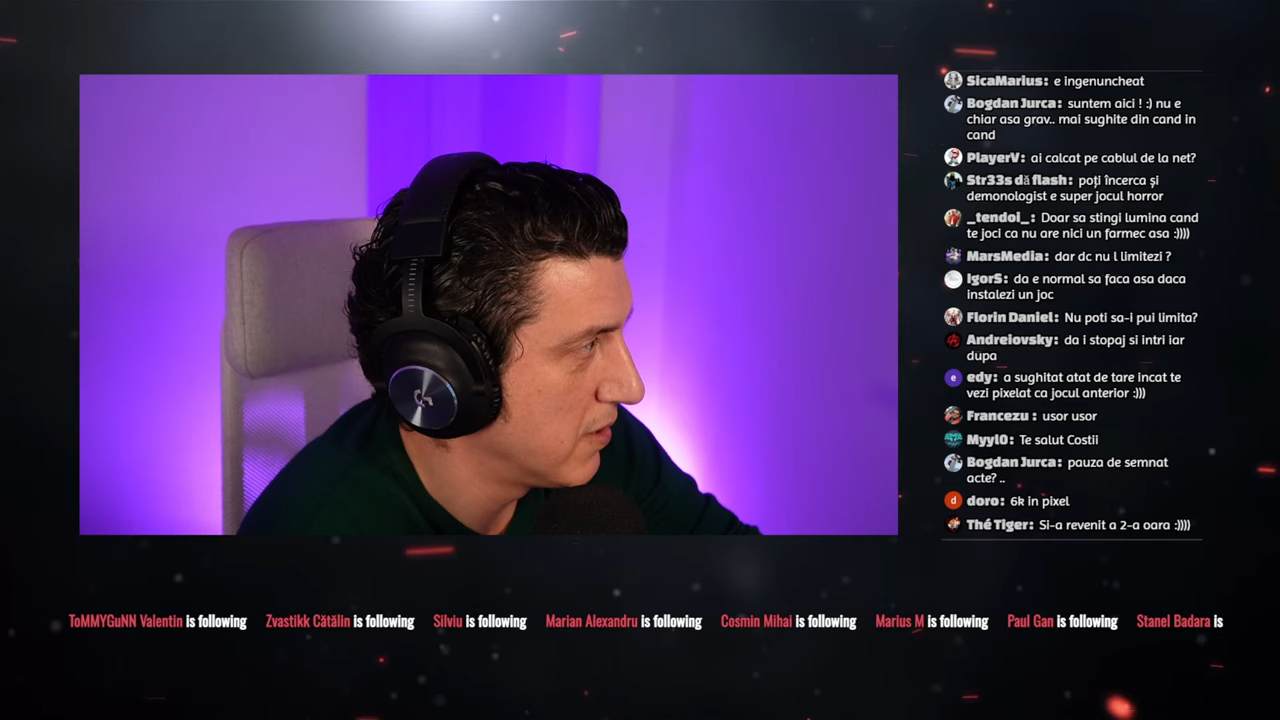 SicaMarius: e ingenuncheat
Bogdan Jurca: suntem aici ! :) nu e
chiar asa grav.. mai sughite din cand in
cand
PlayerV: ai calcat pe cablul de la net?
Str33s dă flash: poți încerca și
demonologist e super jocul horror
_tendoi_: Doar sa stingi lumina cand
te joci ca nu are nici un farmec asa :))))
MarsMedia: dar dc nu l limitezi ?
IgorS: da e normal sa faca asa daca
instalezi un joc
Florin Daniel: Nu poti sa-i pui limita?
Andreiovsky: da i stopaj si intri iar
dupa
e edy: a sughitat atat de tare incat te
vezi pixelat ca jocul anterior :)))
Francezu : usor usor
Myyl0: Te salut Costii
Bogdan Jurca: pauza de semnat
acte? ..
d doro: 6k in pixel
Thé Tiger: Si-a revenit a 2-a oara :))))
ToMMYGuNN Valentin is following Zvastikk Cătălin is following Silviu is following Marian Alexandru is following Cosmin Mihai is following Marius M is following Paul Gan is following Stanel Badara is